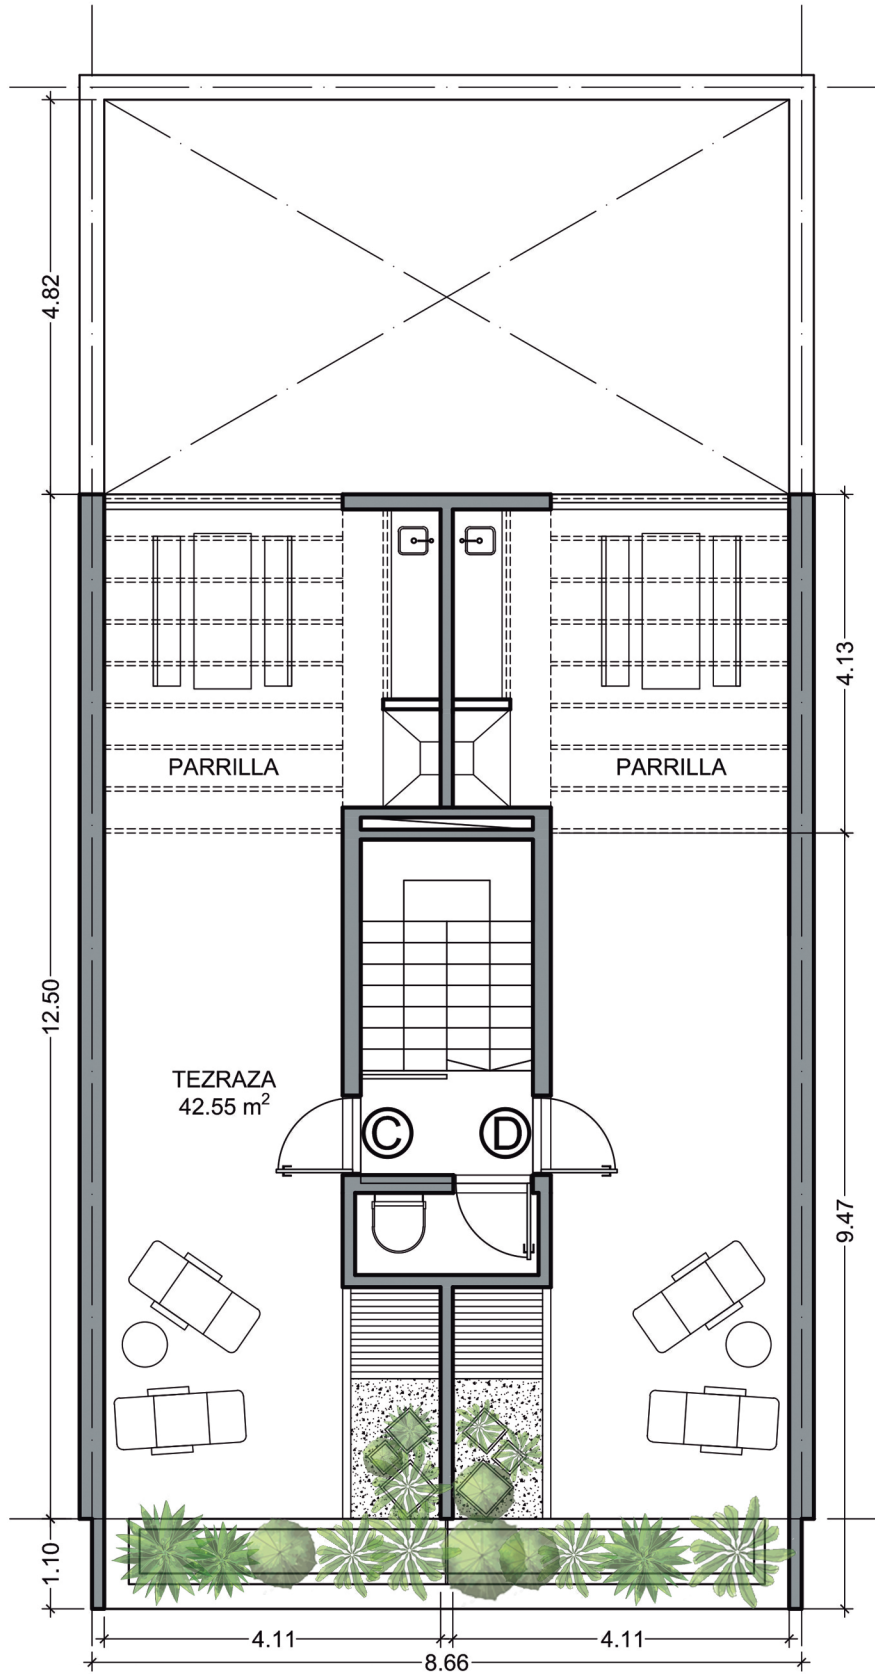 4.82
4.13
PARRILLA
PARRILLA
12.50
TEZRAZA
42.55 m²
C
D
9.47
1.10
4.11
4.11
8.66